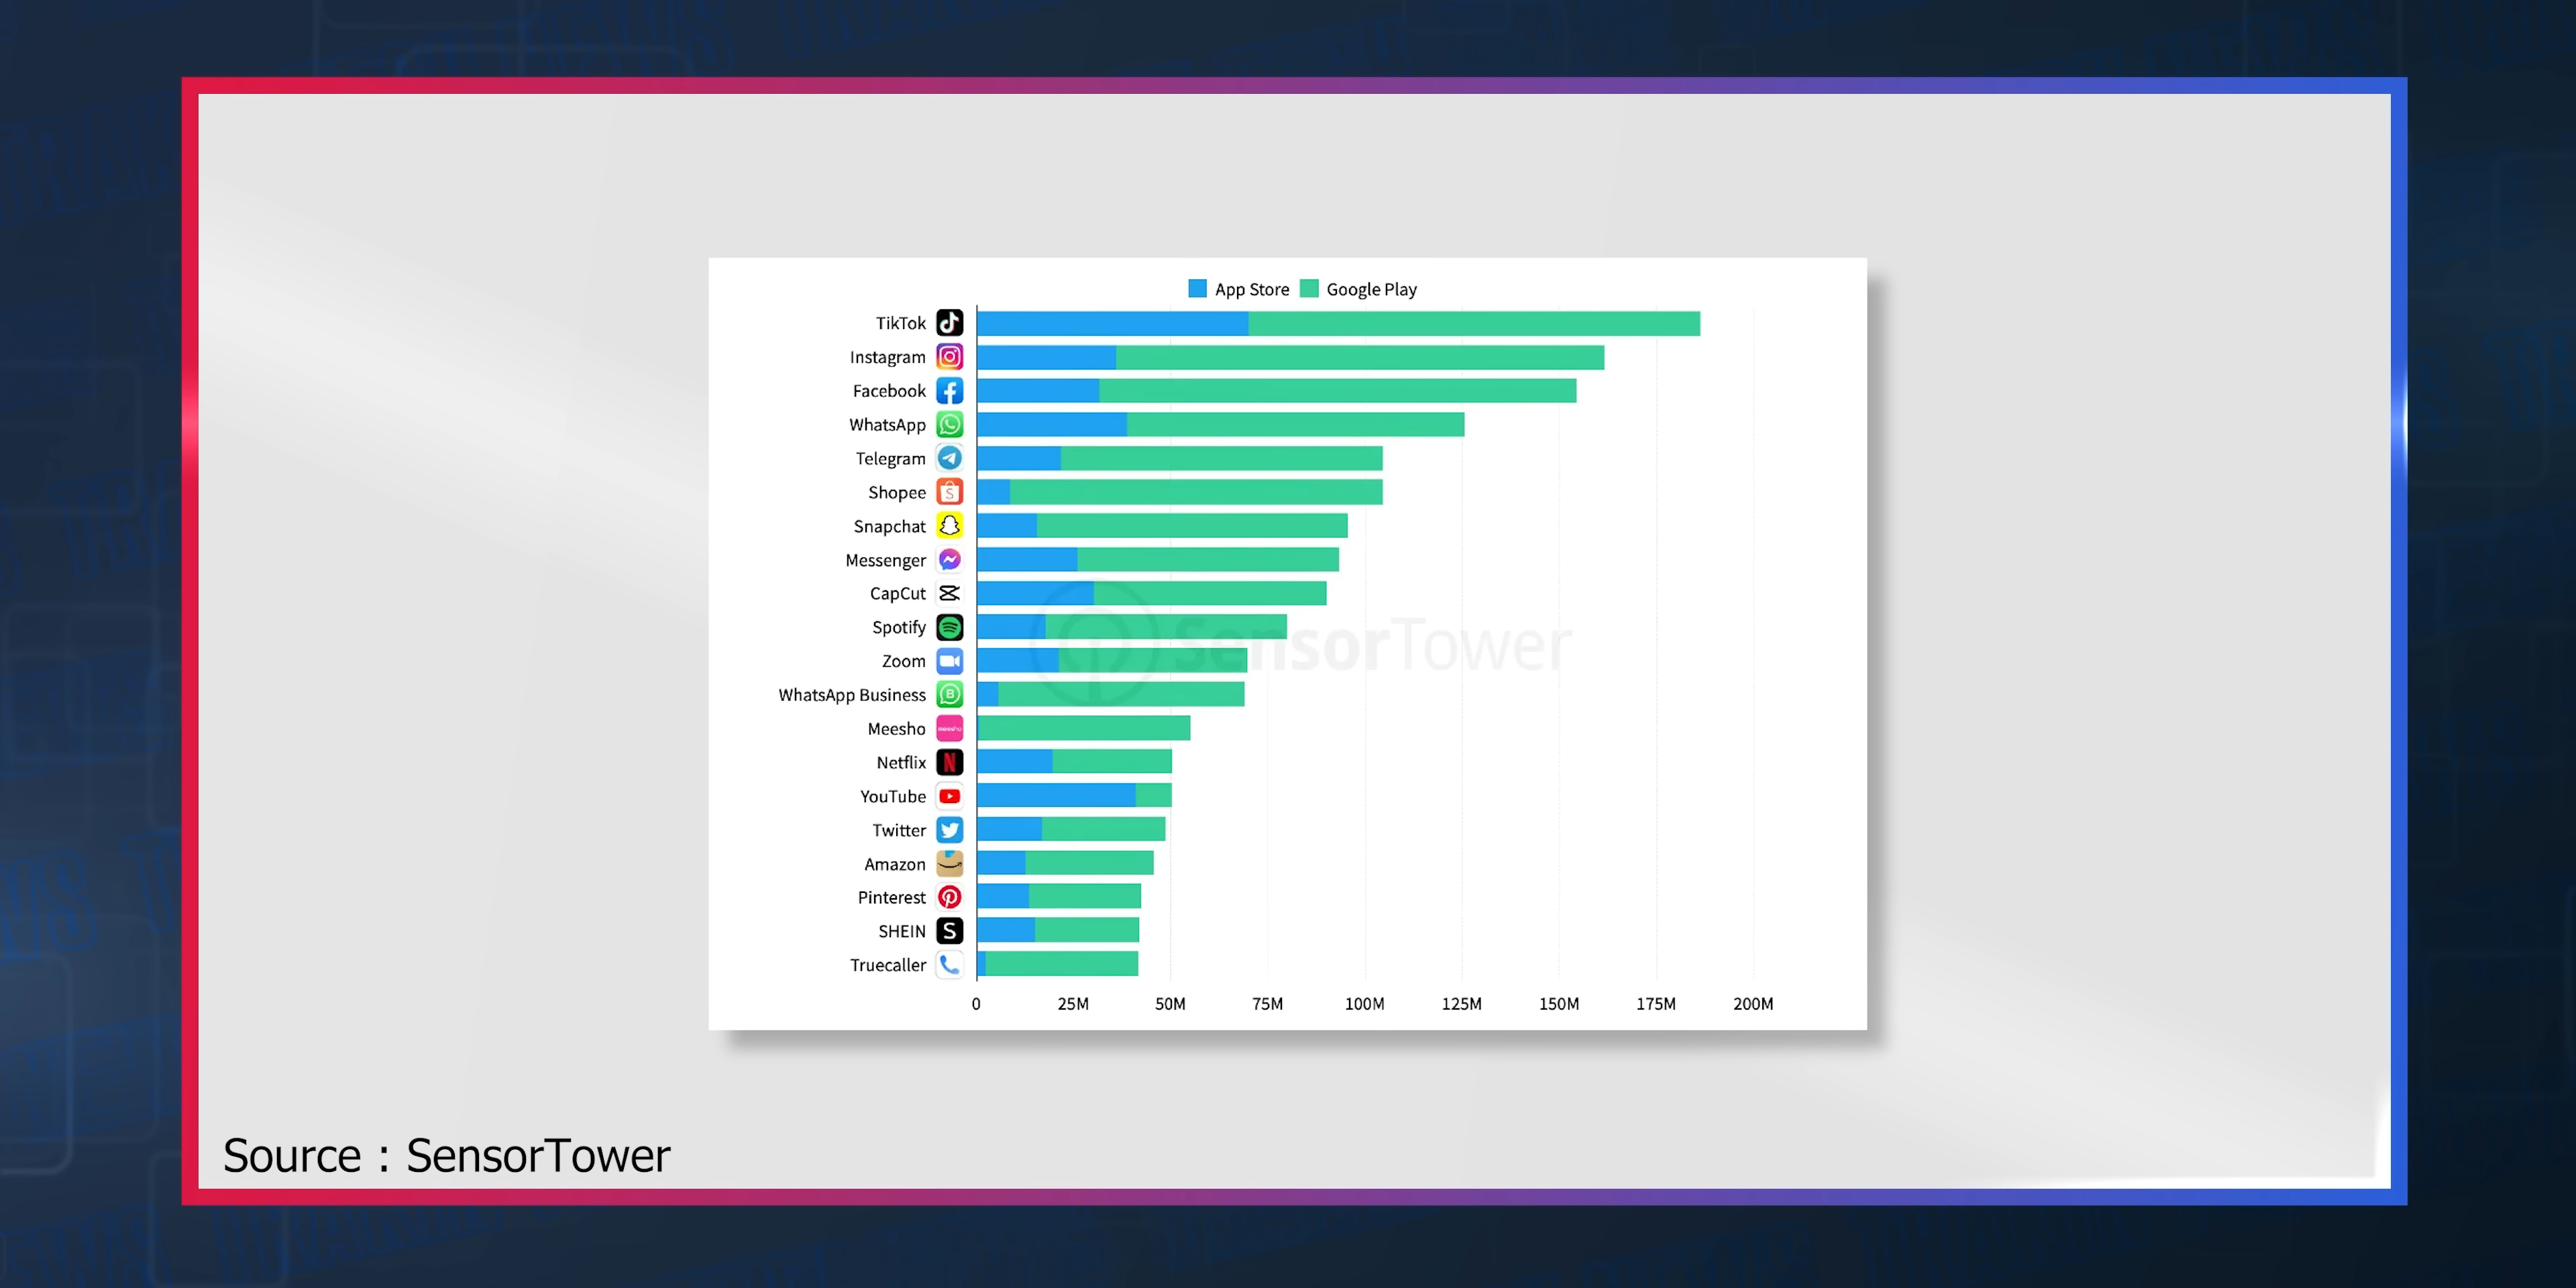 App Store Google Play
TikTok
Instagram
Facebook
WhatsApp
Telegram
Shopee
Snapchat
Messenger
CapCut
Spotify
SensorTower
Zoom
WhatsApp Business
Meesho meesho
Netflix
YouTube
Twitter
Amazon
Pinterest
SHEIN
Truecaller
0 25M 50M 75M 100M 125M 150M 175M 200M
Source : SensorTower